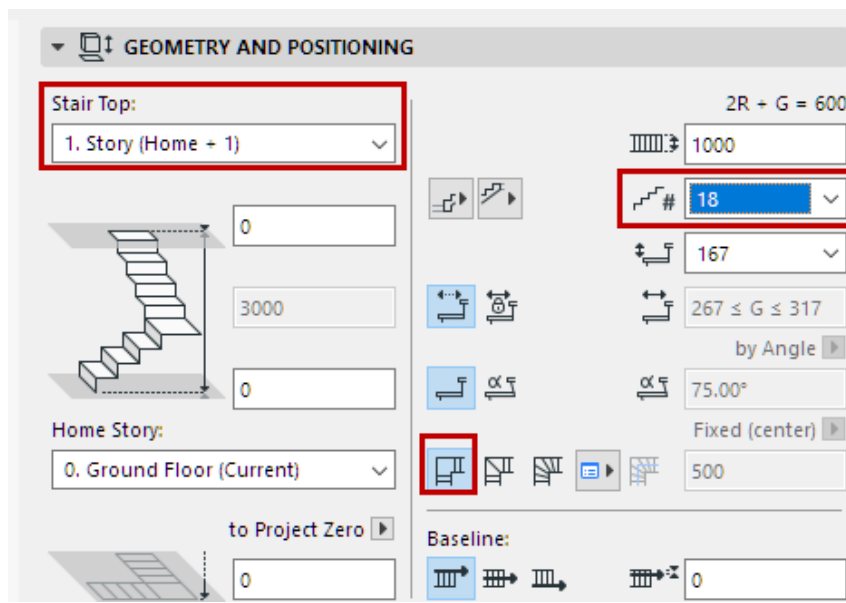 GEOMETRY AND POSITIONING
Stair Top:
1. Story (Home + 1)
0
3000
0
Home Story:
0. Ground Floor (Current)
to Project Zero
0
2R + G = 600
1000
# 18
167
267 ≤ G ≤ 317
by Angle
α α 75.00°
Fixed (center)
500
Baseline:
0